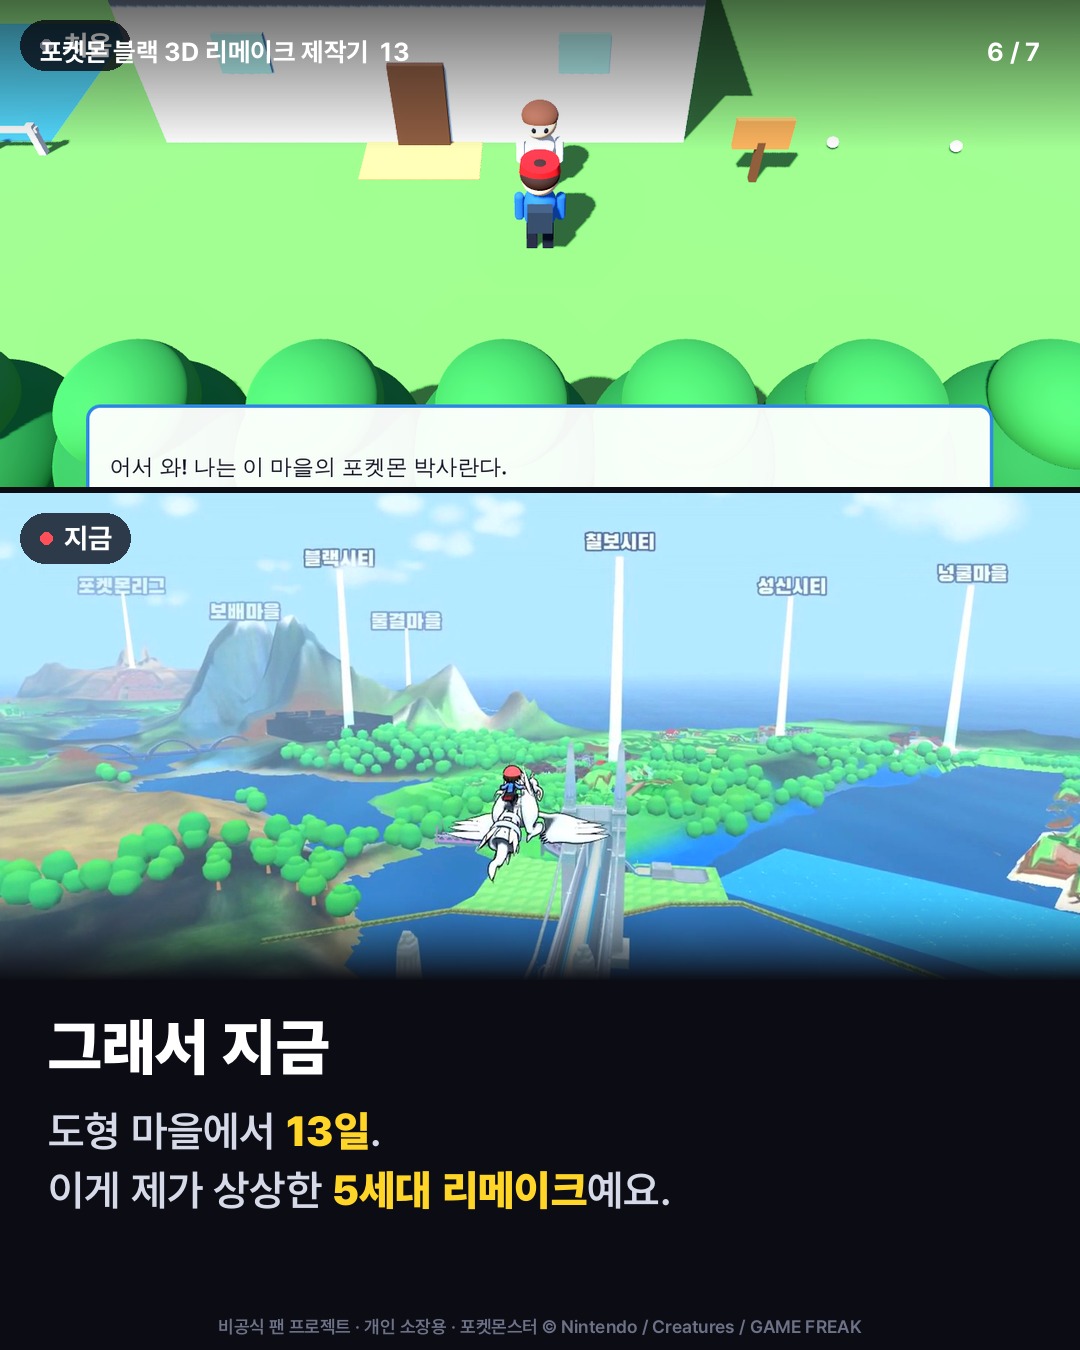 포켓몬 블랙 3D 리메이크 제작기 13
6 / 7
어서 와! 나는 이 마을의 포켓몬 박사란다.
지금
포켓몬리그
보배마을
블랙시티
물결마을
칠보시티
성신시티
넝쿨마을
그래서 지금
도형 마을에서 13일.
이게 제가 상상한 5세대 리메이크예요.
비공식 팬 프로젝트 · 개인 소장용 · 포켓몬스터 © Nintendo / Creatures / GAME FREAK